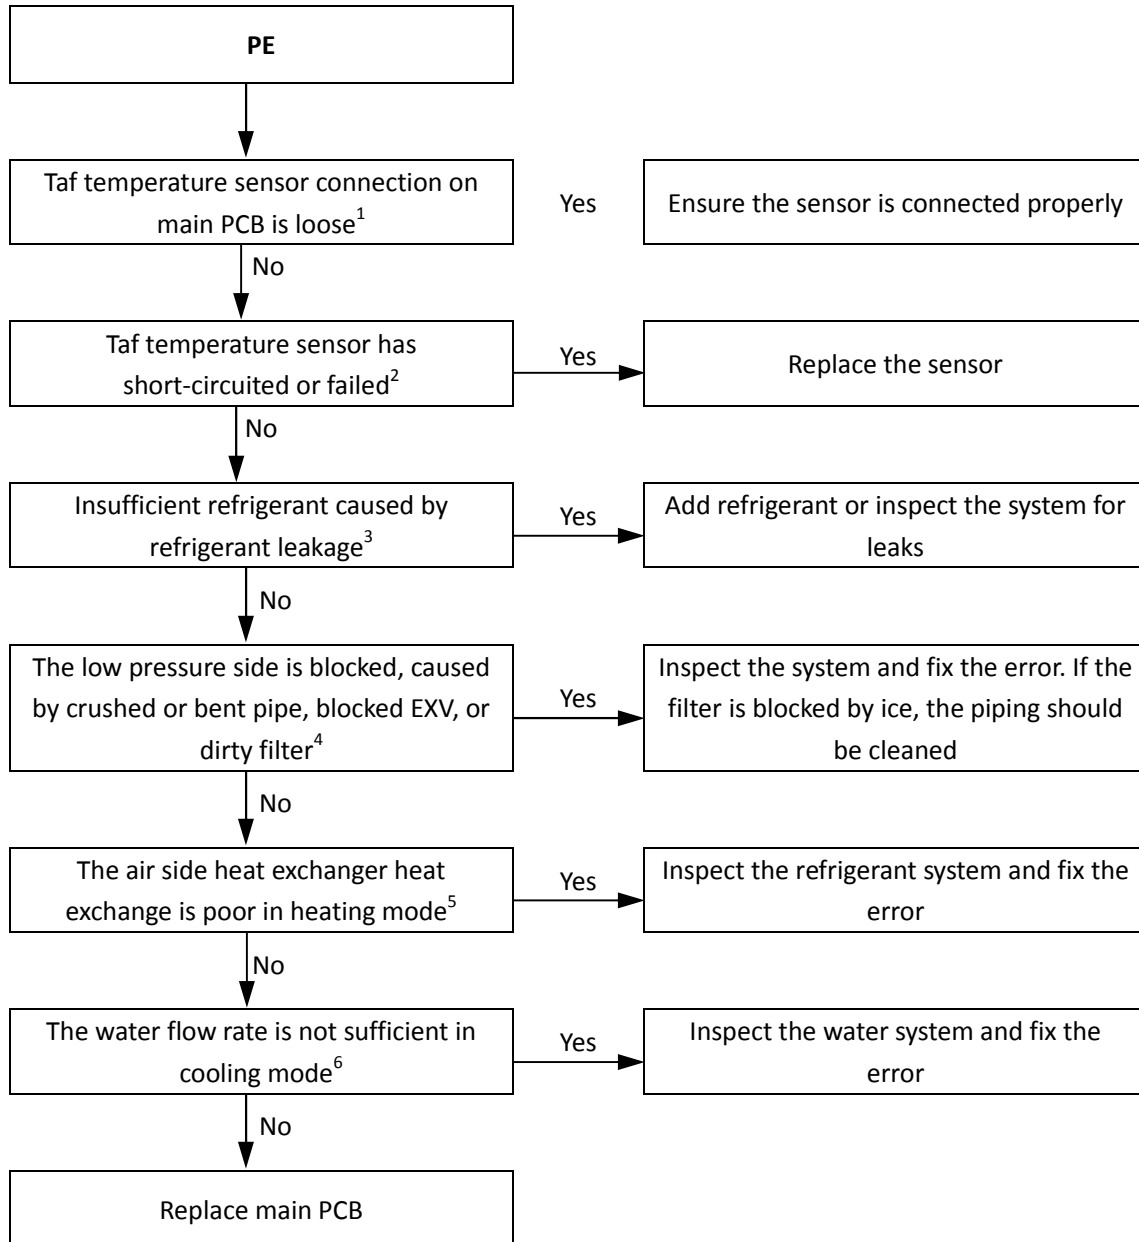 PE
Taf temperature sensor connection on
main PCB is loose1
Yes
Ensure the sensor is connected properly
No
Taf temperature sensor has
short-circuited or failed2
Yes
Replace the sensor
No
Insufficient refrigerant caused by
refrigerant leakage3
Yes
Add refrigerant or inspect the system for
leaks
No
The low pressure side is blocked, caused
by crushed or bent pipe, blocked EXV, or
dirty filter4
Yes
Inspect the system and fix the error. If the
filter is blocked by ice, the piping should
be cleaned
No
The air side heat exchanger heat
exchange is poor in heating mode5
Yes
Inspect the refrigerant system and fix the
error
No
The water flow rate is not sufficient in
cooling mode6
Yes
Inspect the water system and fix the
error
No
Replace main PCB